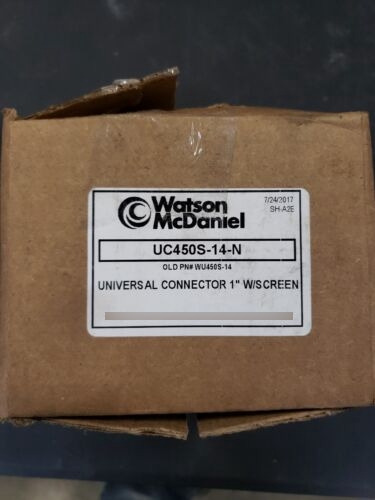 Watson
McDaniel
7/24/2017
SH-A2E
UC450S-14-N
OLD PN# WU450S-14
UNIVERSAL CONNECTOR 1" W/SCREEN